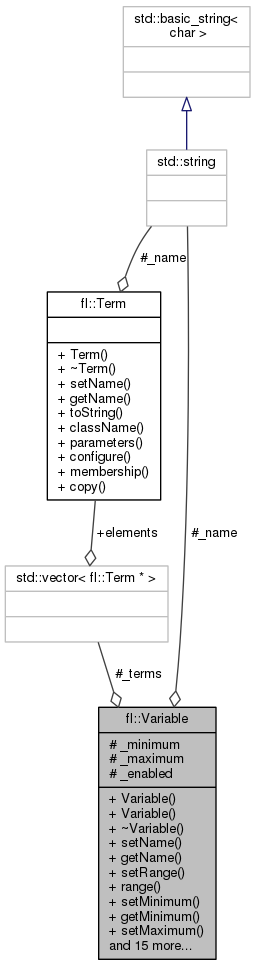 std::basic_string<
char >
std::string
#_name
fl::Term
+ Term()
+ ~Term()
+ setName()
+ getName()
+ toString()
+ className()
+ parameters()
+ configure()
+ membership()
+ copy()
+elements
#_name
std::vector< fl::Term * >
#_terms
fl::Variable
# _minimum
# _maximum
# _enabled
+ Variable()
+ Variable()
+ ~Variable()
+ setName()
+ getName()
+ setRange()
+ range()
+ setMinimum()
+ getMinimum()
+ setMaximum()
and 15 more...